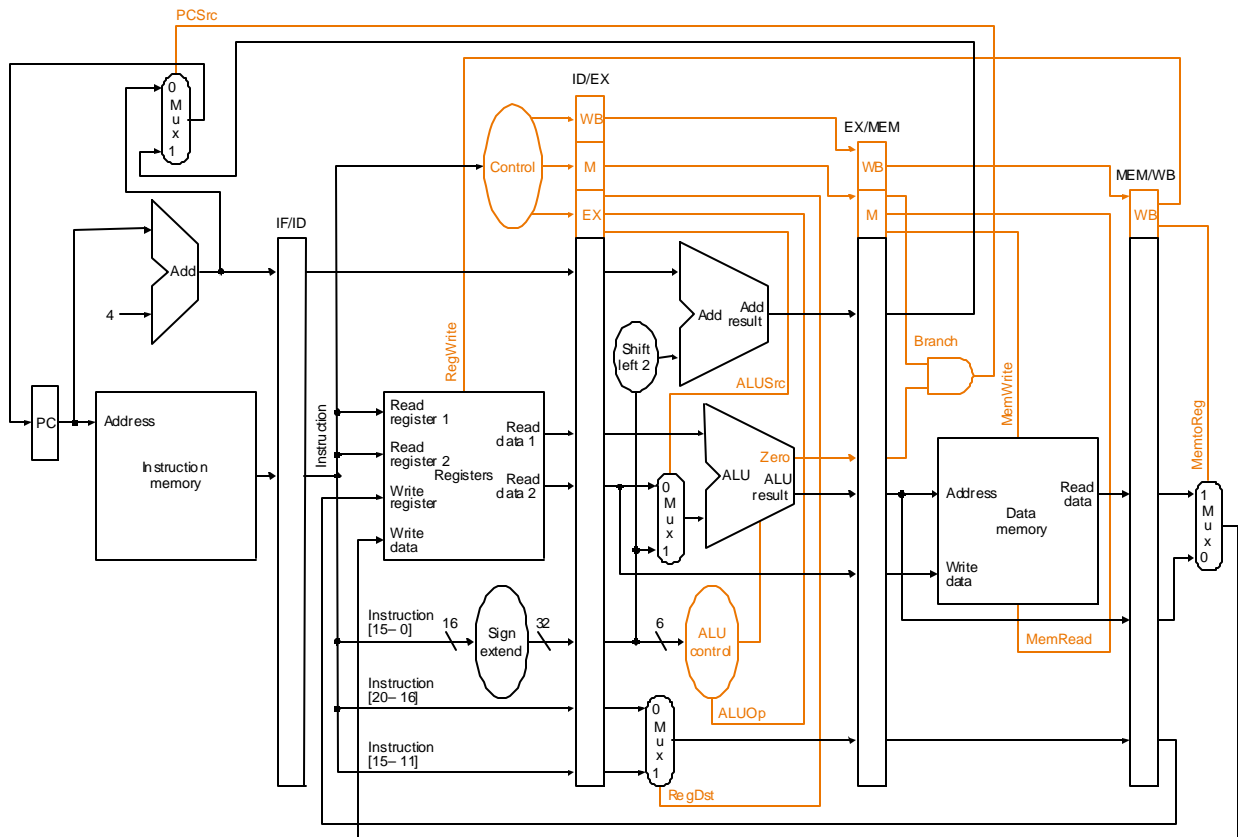 PCSrc
ID/EX
0
M
u
x
1
WB
EX/MEM
Control
M
WB
MEM/WB
EX
M
WB
IF/ID
Add
4
Add
Add
result
Shift
left 2
RegWrite
Branch
ALUSrc
MemWrite
MemtoReg
PC
Address
Instruction
memory
Instruction
Read
register 1
Read
register 2
Registers
Write
register
Write
data
Read
data 1
Read
data 2
0
M
u
x
1
Zero
ALU
ALU
result
Address
Read
data
Data
memory
Write
data
1
M
u
x
0
Instruction
[15– 0]
16
Sign
extend
32
6
ALU
control
MemRead
Instruction
[20– 16]
0
M
u
x
1
ALUOp
Instruction
[15– 11]
RegDst